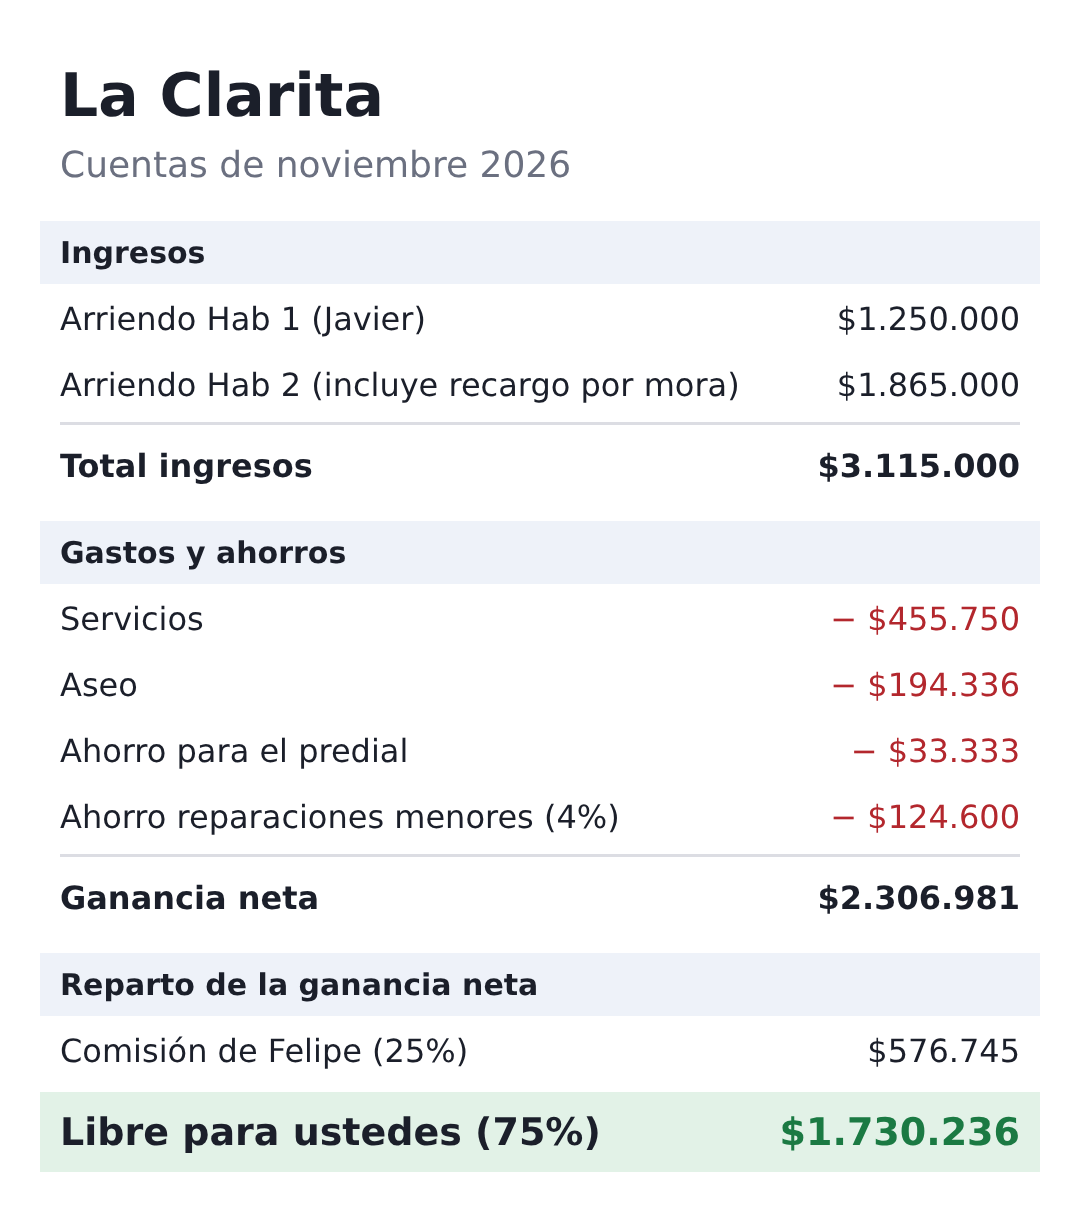 La Clarita
Cuentas de noviembre 2026
Ingresos
Arriendo Hab 1 (Javier) $1.250.000
Arriendo Hab 2 (incluye recargo por mora) $1.865.000
Total ingresos $3.115.000
Gastos y ahorros
Servicios − $455.750
Aseo − $194.336
Ahorro para el predial − $33.333
Ahorro reparaciones menores (4%) − $124.600
Ganancia neta $2.306.981
Reparto de la ganancia neta
Comisión de Felipe (25%) $576.745
Libre para ustedes (75%) $1.730.236